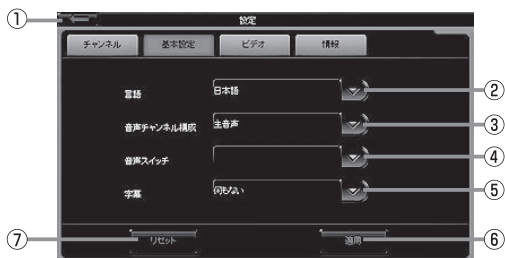 ① 設定
チャンネル 基本設定 ビデオ 情報
言語 日本語 ②
音声チャンネル構成 主音声 ③
音声スイッチ ④
字幕 何もない ⑤
⑦ リセット 適用 ⑥